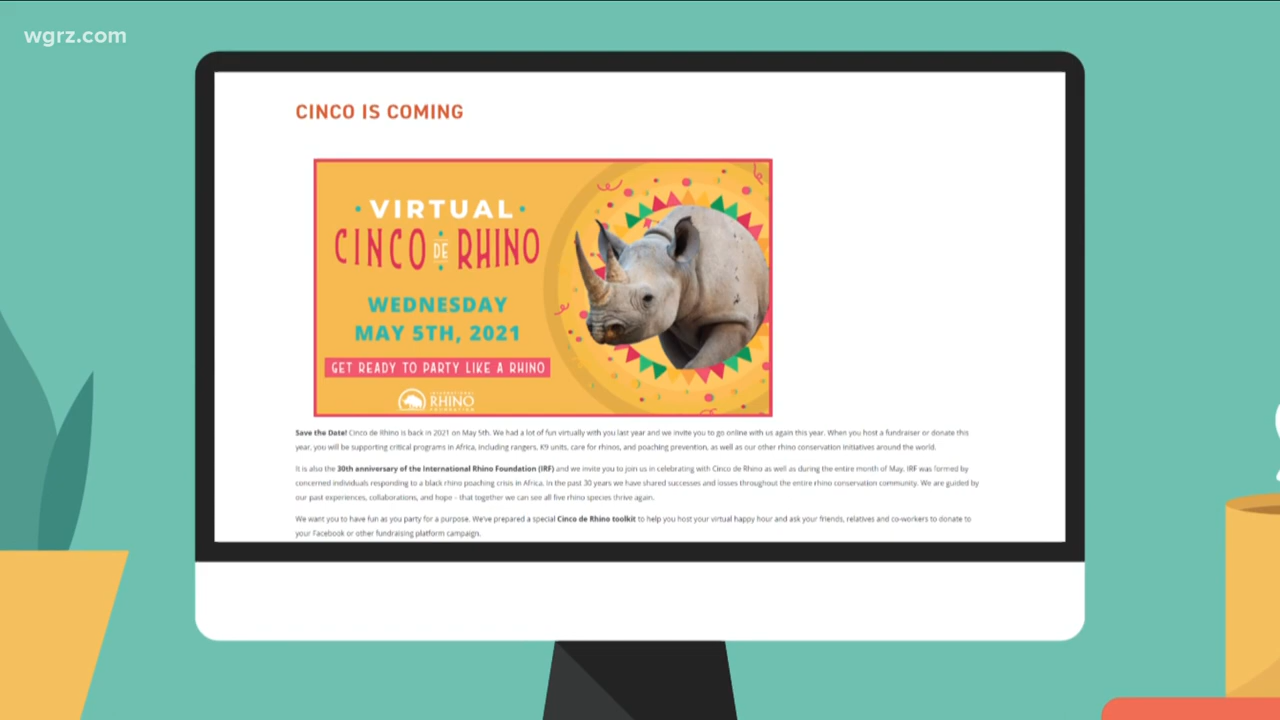 wgrz.com
CINCO IS COMING
• VIRTUAL •
CINCO DE RHINO
WEDNESDAY
MAY 5TH, 2021
GET READY TO PARTY LIKE A RHINO
INTERNATIONAL
RHINO
FOUNDATION
Save the Date! Cinco de Rhino is back in 2021 on May 5th. We had a lot of fun virtually with you last year and we invite you to go online with us again this year. When you host a fundraiser or donate this
year, you will be supporting critical programs in Africa, including rangers, K9 units, care for rhinos, and poaching prevention, as well as our other rhino conservation initiatives around the world.
It is also the 30th anniversary of the International Rhino Foundation (IRF) and we invite you to join us in celebrating with Cinco de Rhino as well as during the entire month of May. IRF was formed by
concerned individuals responding to a black rhino poaching crisis in Africa. In the past 30 years we have shared successes and losses throughout the entire rhino conservation community. We are guided by
our past experiences, collaborations, and hope – that together we can see all five rhino species thrive again.
We want you to have fun as you party for a purpose. We've prepared a special Cinco de Rhino toolkit to help you host your virtual happy hour and ask your friends, relatives and co-workers to donate to
your Facebook or other fundraising platform campaign.